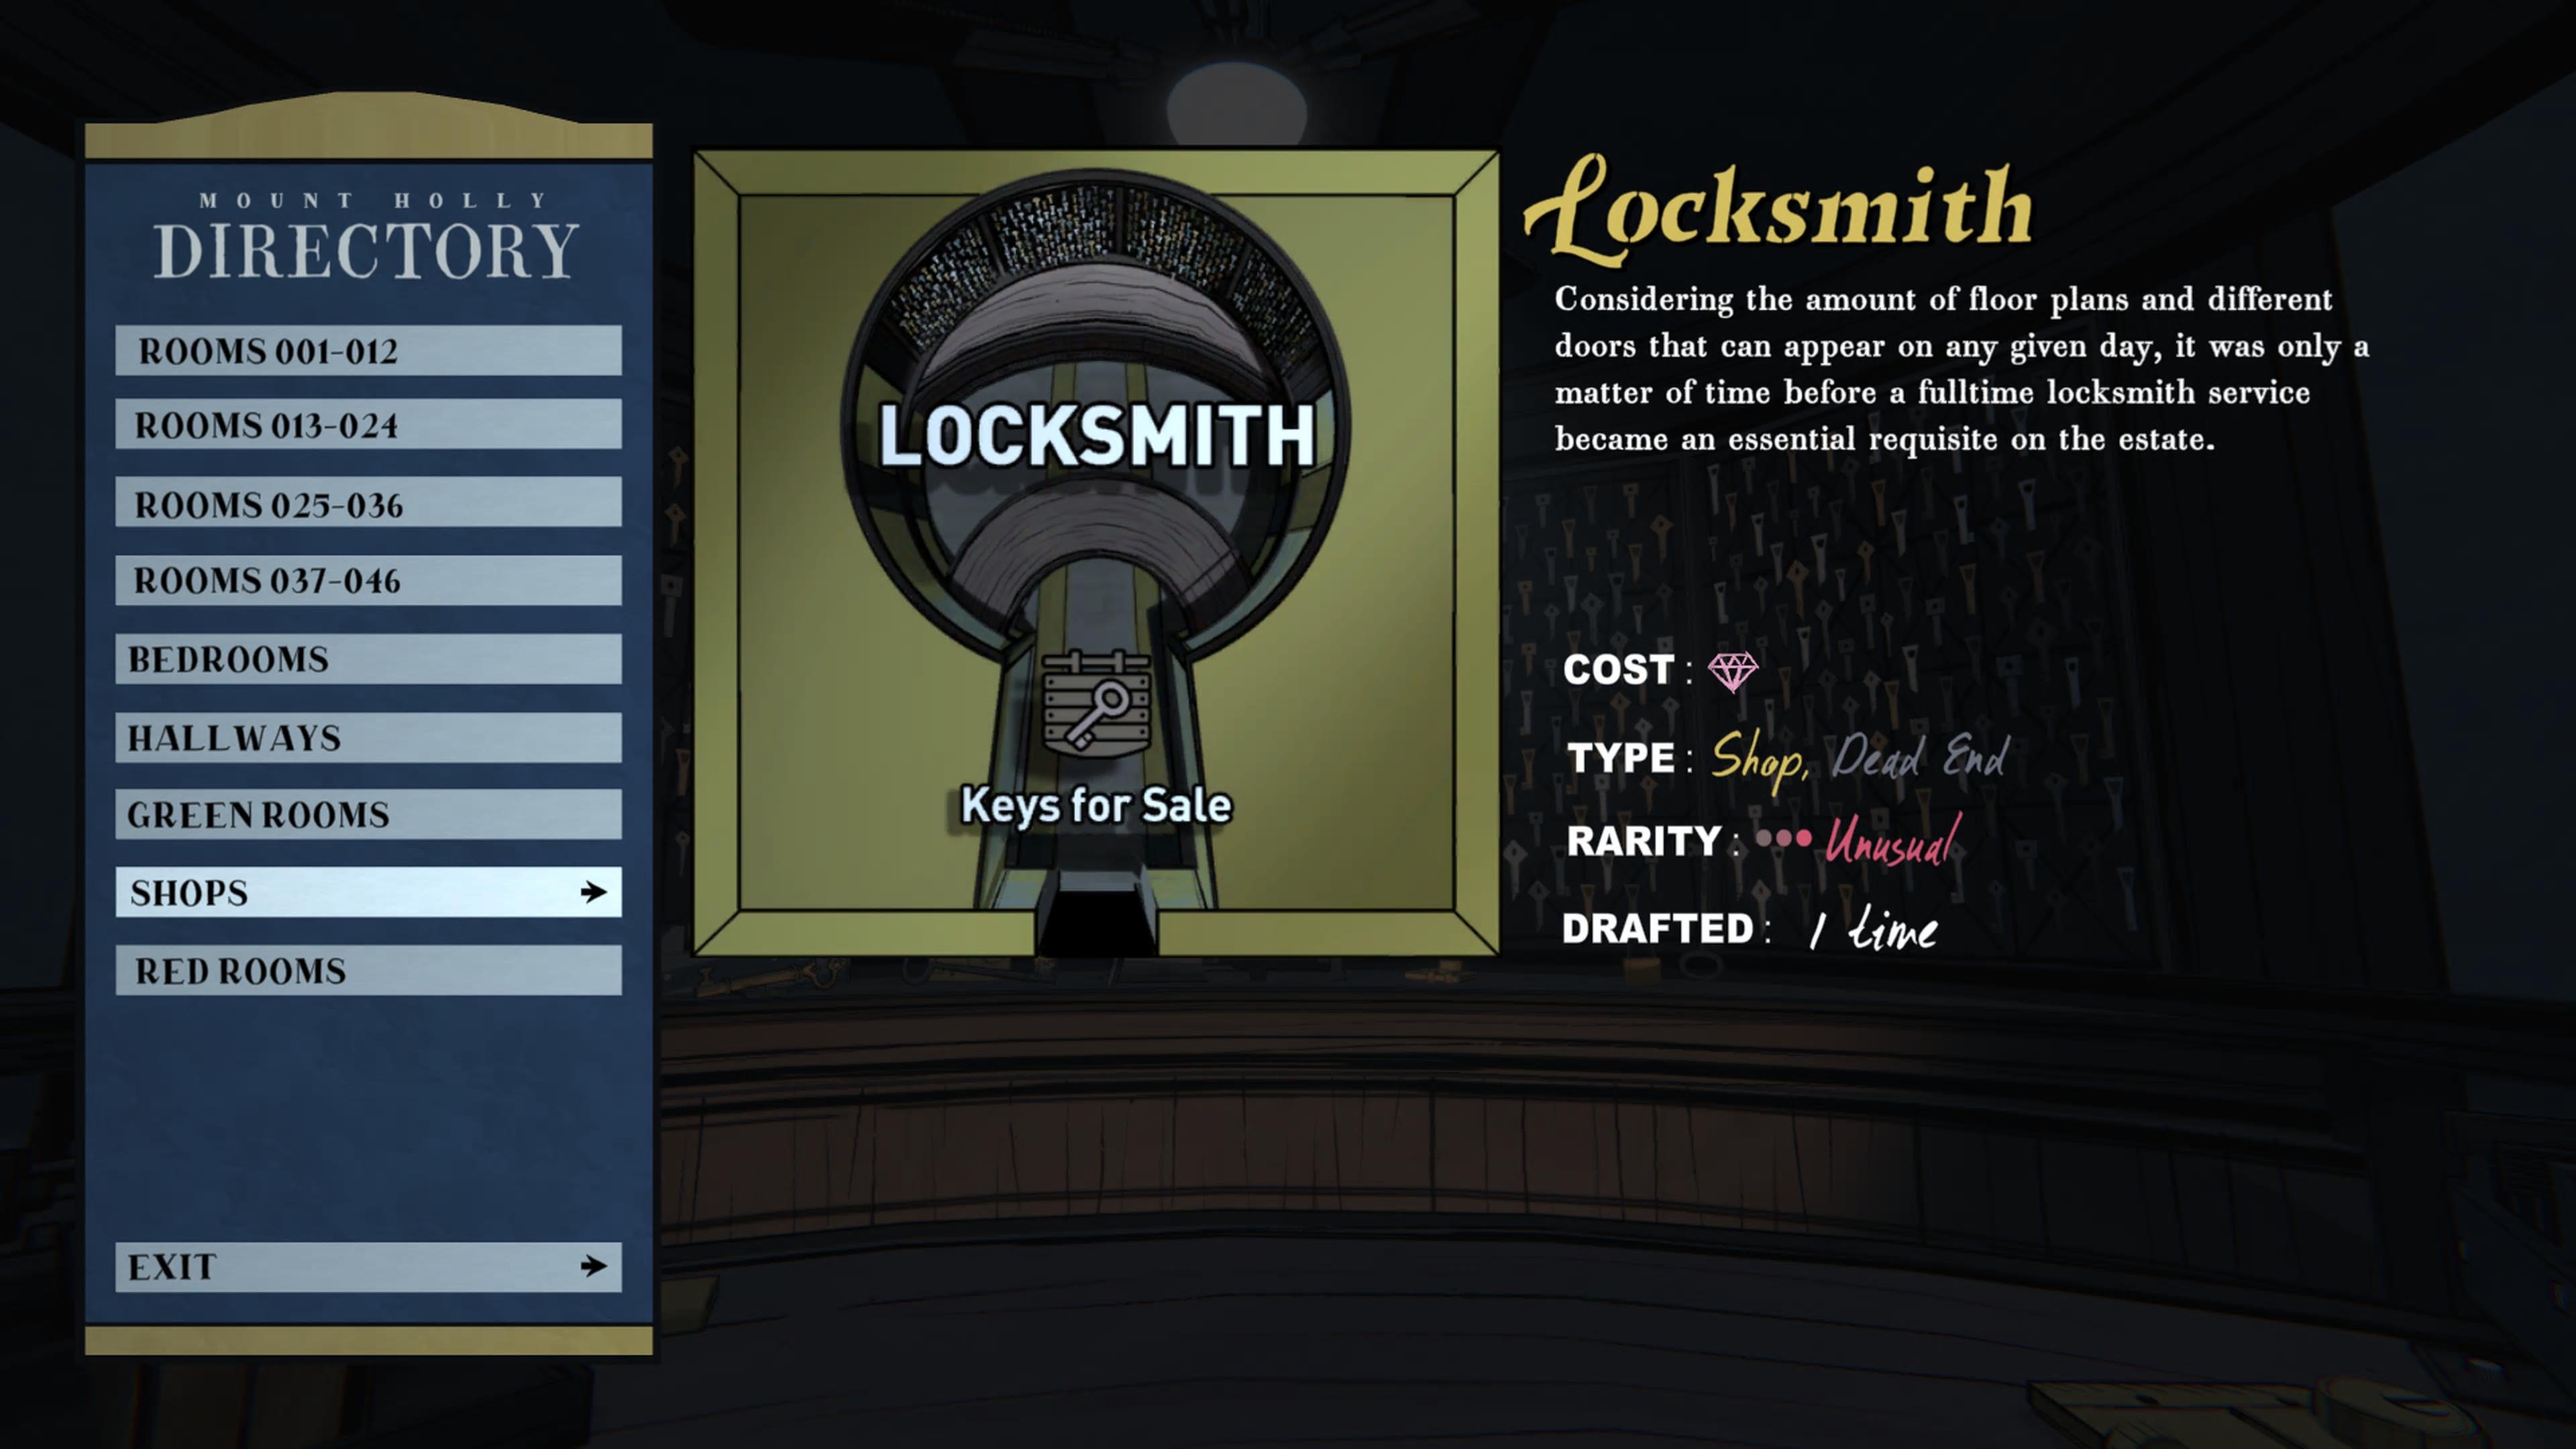 MOUNT HOLLY
DIRECTORY
ROOMS 001-012
ROOMS 013-024
ROOMS 025-036
ROOMS 037-046
BEDROOMS
HALLWAYS
GREEN ROOMS
SHOPS
RED ROOMS
EXIT
LOCKSMITH
Keys for Sale
Locksmith
Considering the amount of floor plans and different
doors that can appear on any given day, it was only a
matter of time before a fulltime locksmith service
became an essential requisite on the estate.
COST :
TYPE : Shop, Dead End
RARITY : Unusual
DRAFTED : 1 time